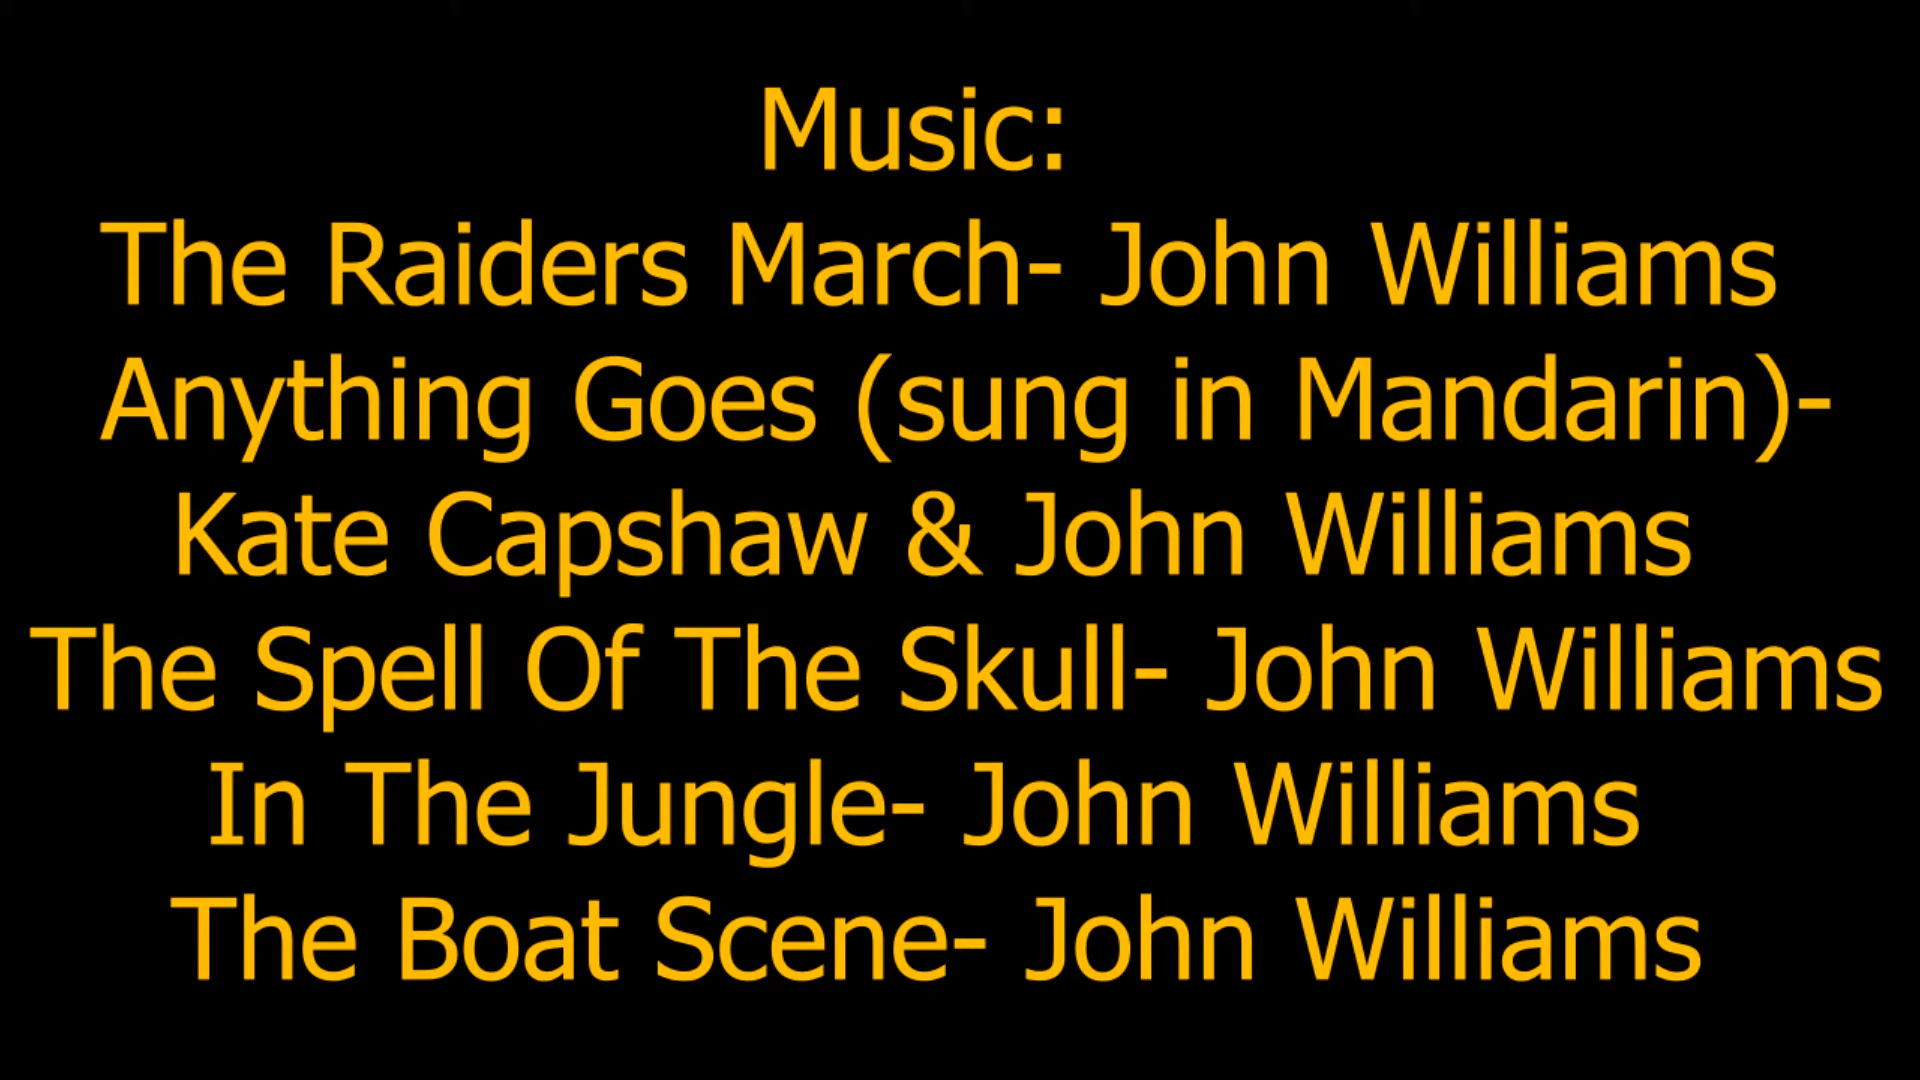 Music:
The Raiders March- John Williams
Anything Goes (sung in Mandarin)-
Kate Capshaw & John Williams
The Spell Of The Skull- John Williams
In The Jungle- John Williams
The Boat Scene- John Williams